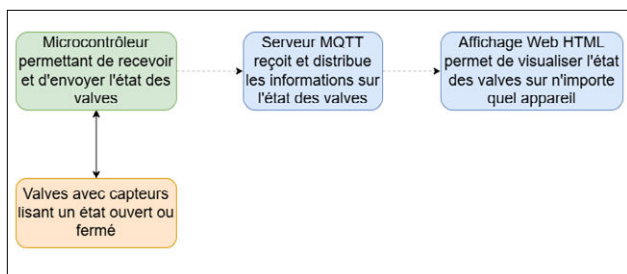 Microcontrôleur
permettant de recevoir
et d'envoyer l'état des
valves
Serveur MQTT
reçoit et distribue
les informations sur
l'état des valves
Affichage Web HTML
permet de visualiser l'état
des valves sur n'importe
quel appareil
Valves avec capteurs
lisant un état ouvert ou
fermé